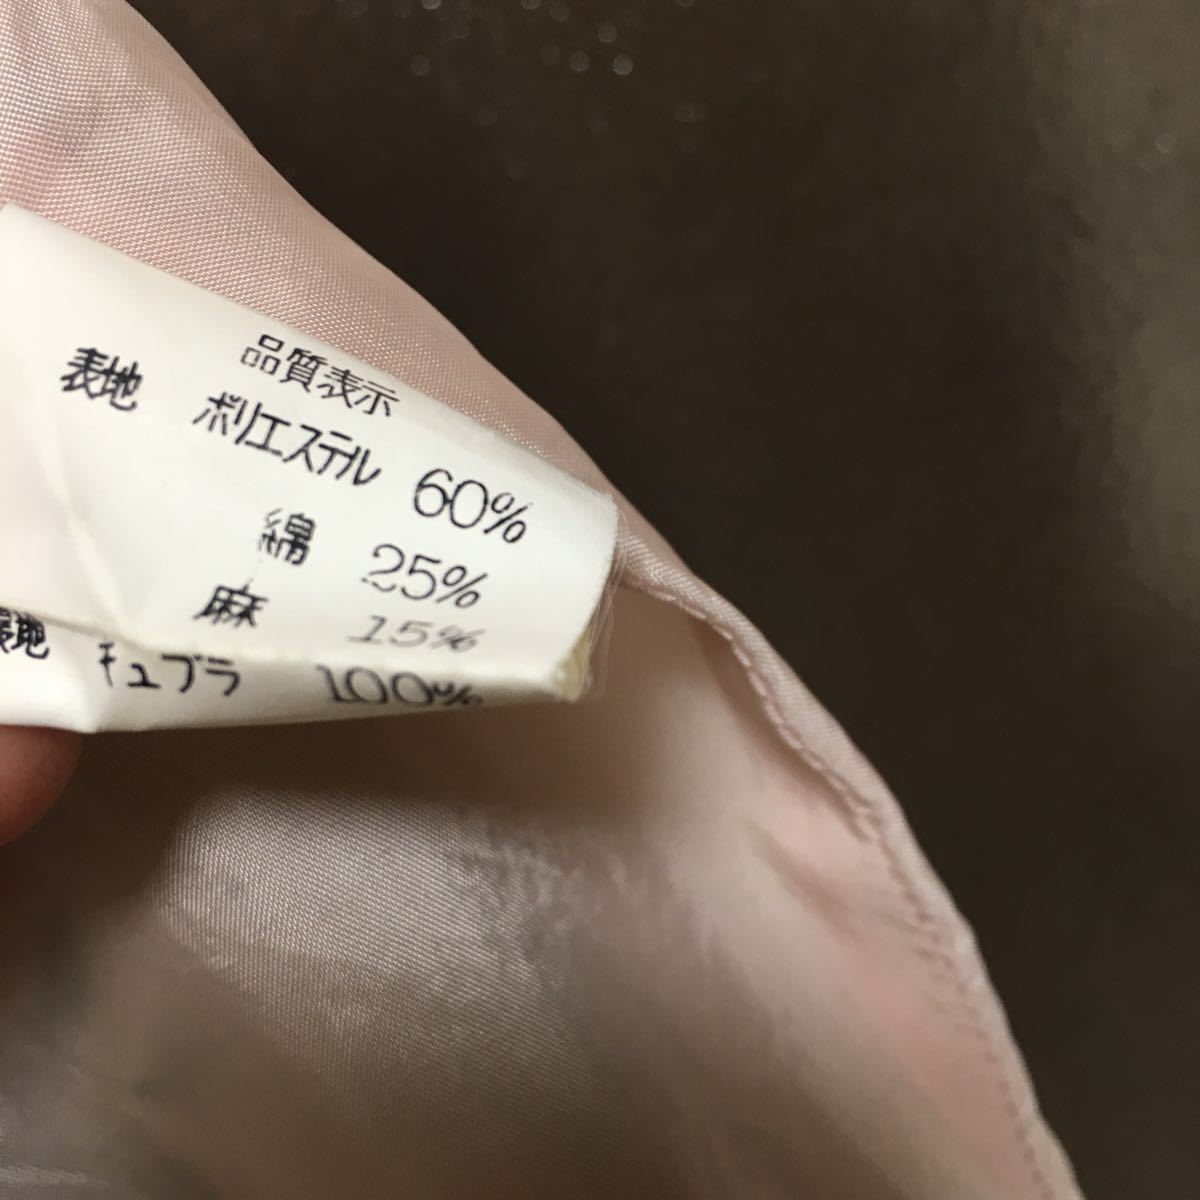 品質表示
表地 ポリエステル 60%
綿 25%
麻 15%
キュプラ 100%